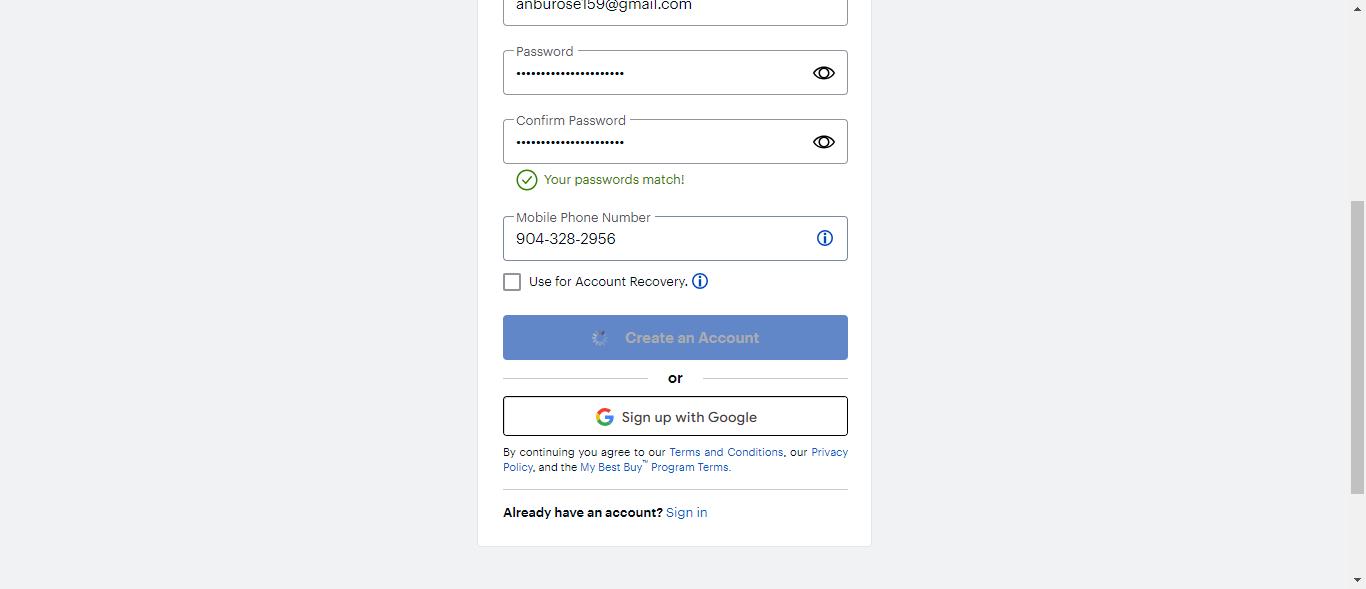 anburose159@gmail.com
Password
••••••••••••••••••••••
Confirm Password
••••••••••••••••••••••
Your passwords match!
Mobile Phone Number
904-328-2956
Use for Account Recovery.
Create an Account
or
Sign up with Google
By continuing you agree to our Terms and Conditions, our Privacy
Policy, and the My Best Buy™ Program Terms.
Already have an account? Sign in